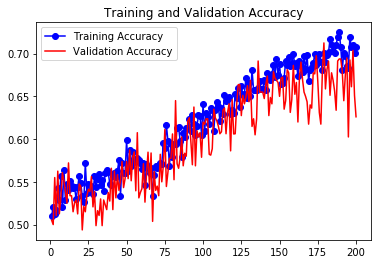 Training and Validation Accuracy
Training Accuracy
Validation Accuracy
0.70
0.65
0.60
0.55
0.50
0 25 50 75 100 125 150 175 200